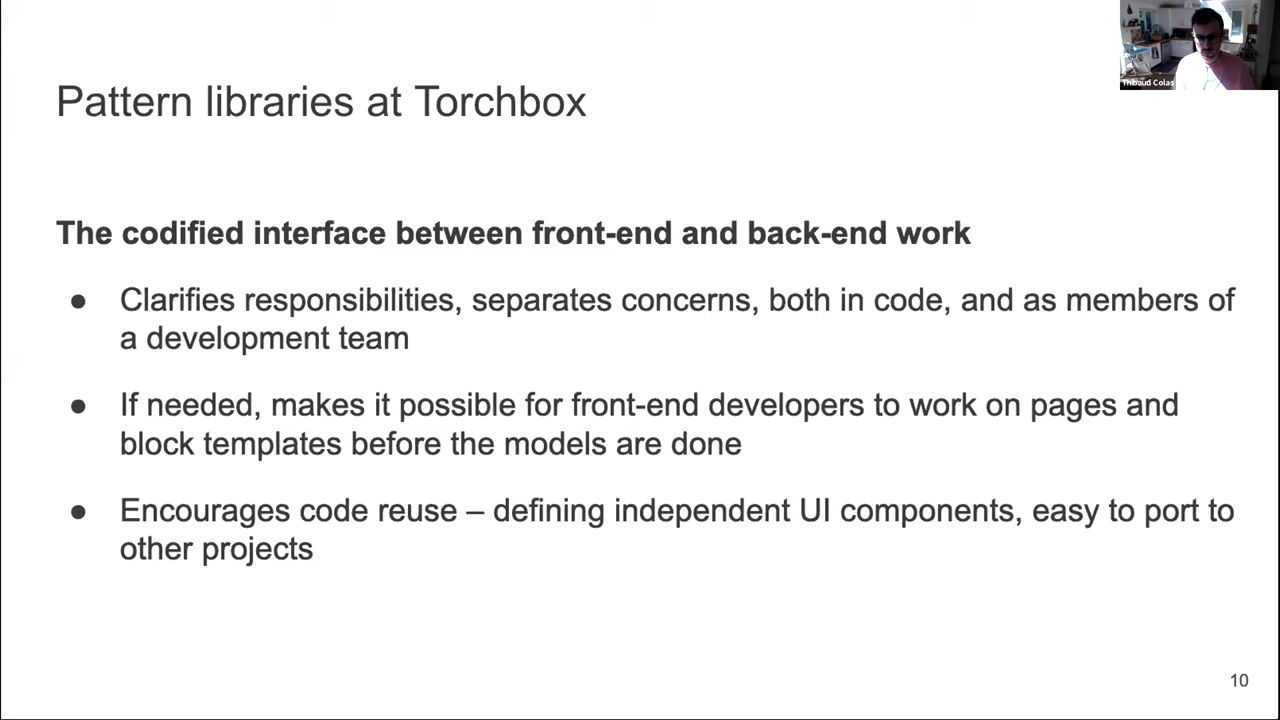 Thibaud Colas
Pattern libraries at Torchbox
The codified interface between front-end and back-end work
● Clarifies responsibilities, separates concerns, both in code, and as members of
a development team
● If needed, makes it possible for front-end developers to work on pages and
block templates before the models are done
● Encourages code reuse – defining independent UI components, easy to port to
other projects
10